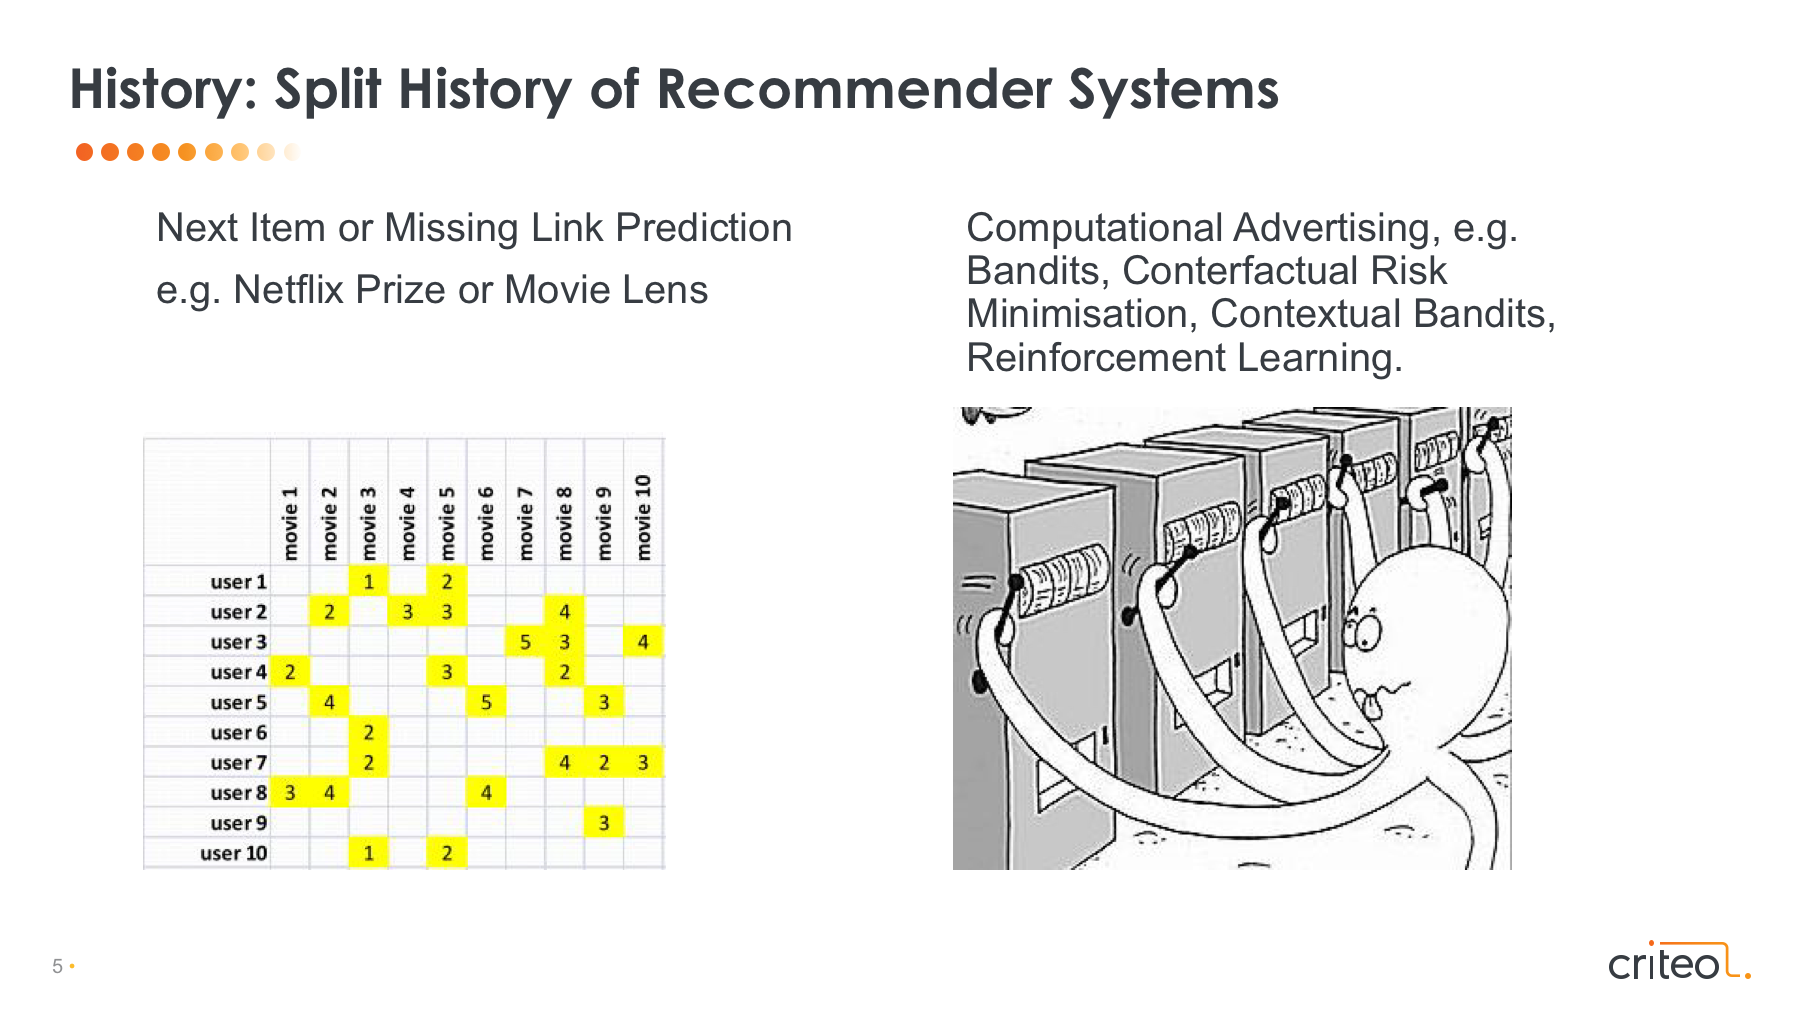 History: Split History of Recommender Systems
Next Item or Missing Link Prediction
e.g. Netflix Prize or Movie Lens
Computational Advertising, e.g.
Bandits, Conterfactual Risk
Minimisation, Contextual Bandits,
Reinforcement Learning.
movie 1 movie 2 movie 3 movie 4 movie 5 movie 6 movie 7 movie 8 movie 9 movie 10
user 1 1 2
user 2 2 3 3 4
user 3 5 3 4
user 4 2 3 2
user 5 4 5 3
user 6 2
user 7 2 4 2 3
user 8 3 4 4
user 9 3
user 10 1 2
5 •
criteo